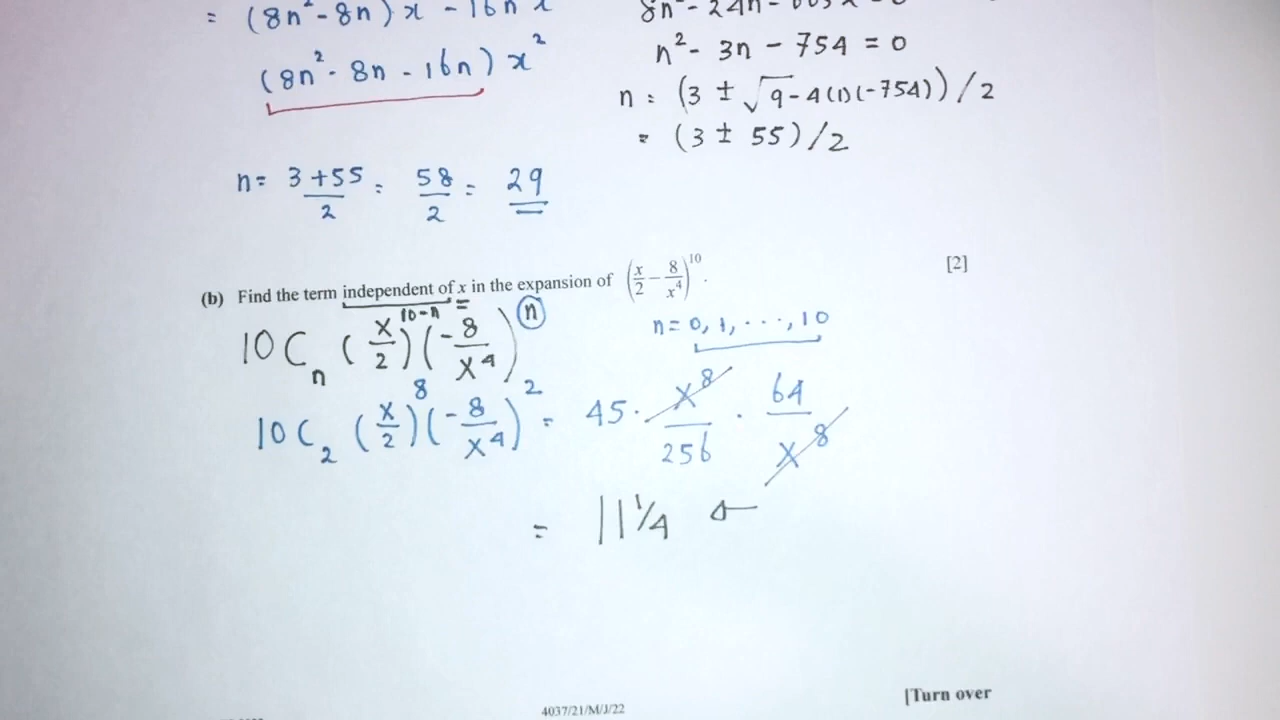 = (8n² - 8n) x - 16n x
8n² - 24n -
(8n² - 8n - 16n) x²
n² - 3n - 754 = 0
n = (3 ± √9 - 4(1)(-754)) / 2
= (3 ± 55) / 2
n = (3 + 55)/2 = 58/2 = 29
(b) Find the term independent of x in the expansion of (x/2 - 8/x⁴)¹⁰. [2]
10Cₙ (x/2)¹⁰⁻ⁿ (-8/x⁴)ⁿ
n = 0, 1, ..., 10
10C₂ (x/2)⁸ (-8/x⁴)² = 45 · x⁸/256 · 64/x⁸
= 11 1/4
[Turn over
4037/21/M/J/22